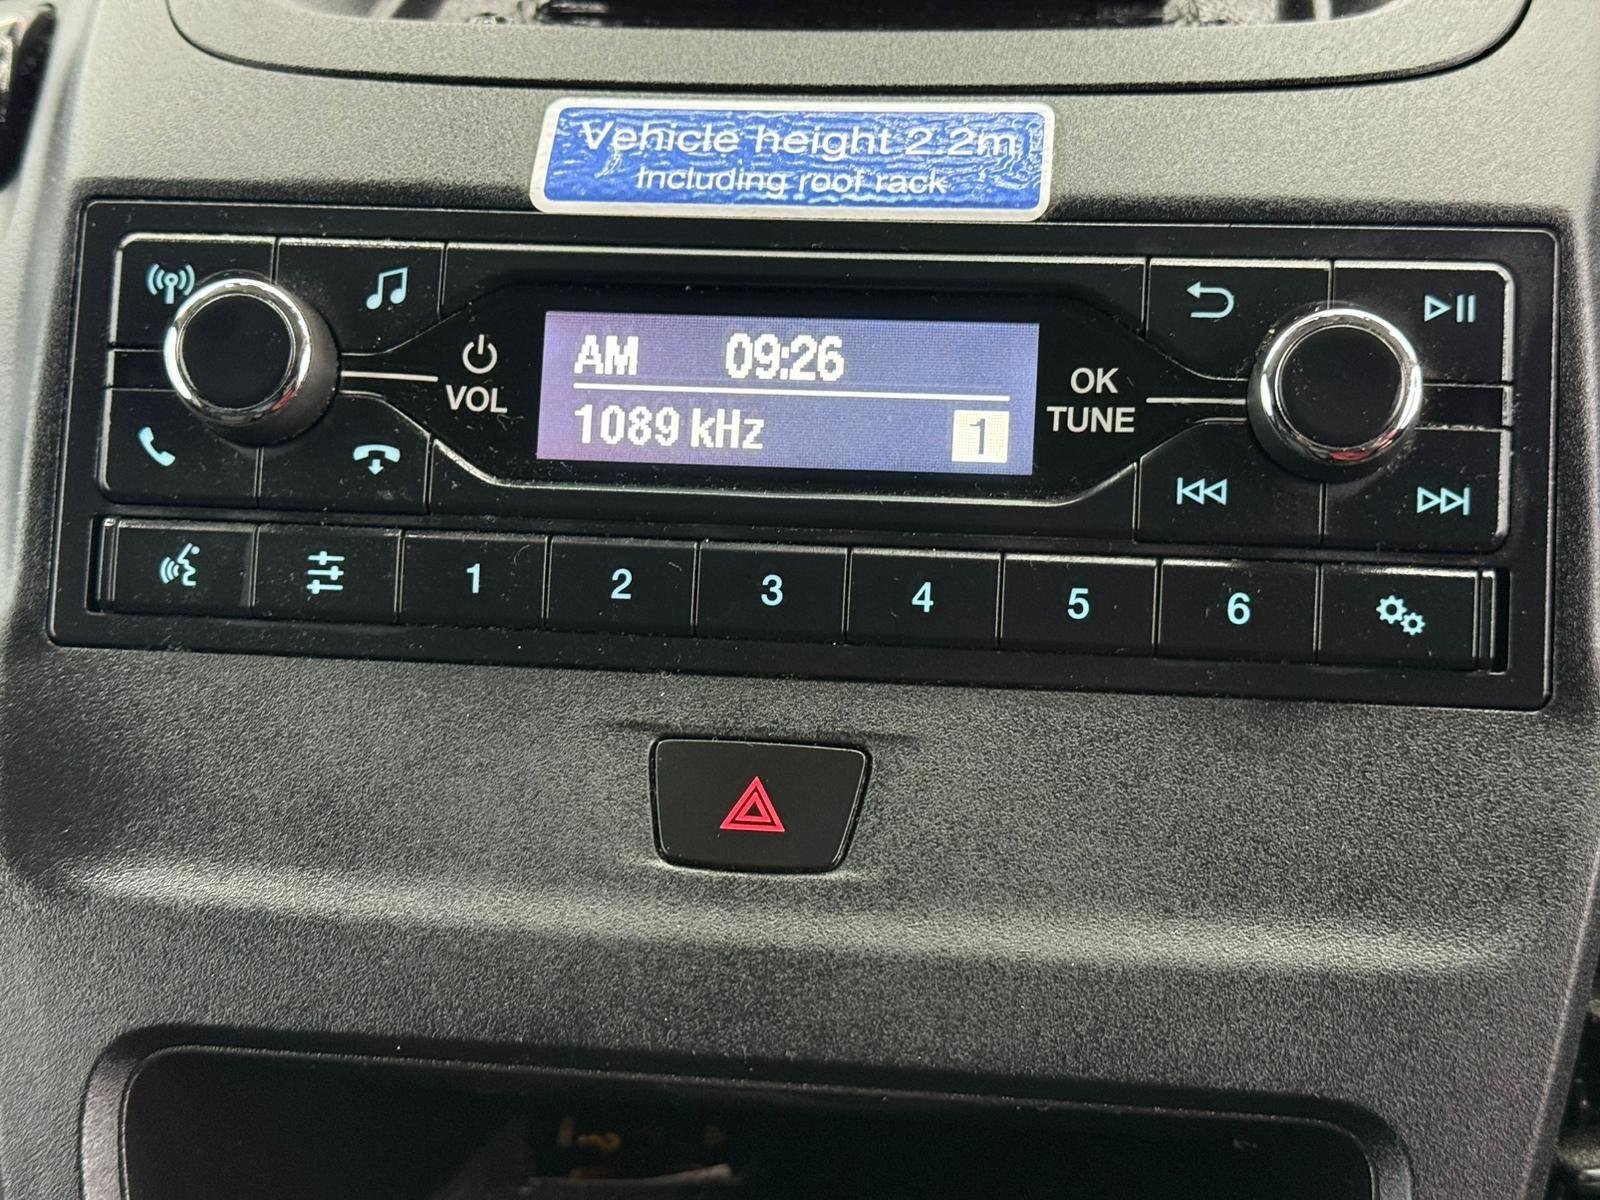 Vehicle height 2.2m
Including roof rack
AM 09:26
1089 kHz 1
VOL
OK
TUNE
1 2 3 4 5 6